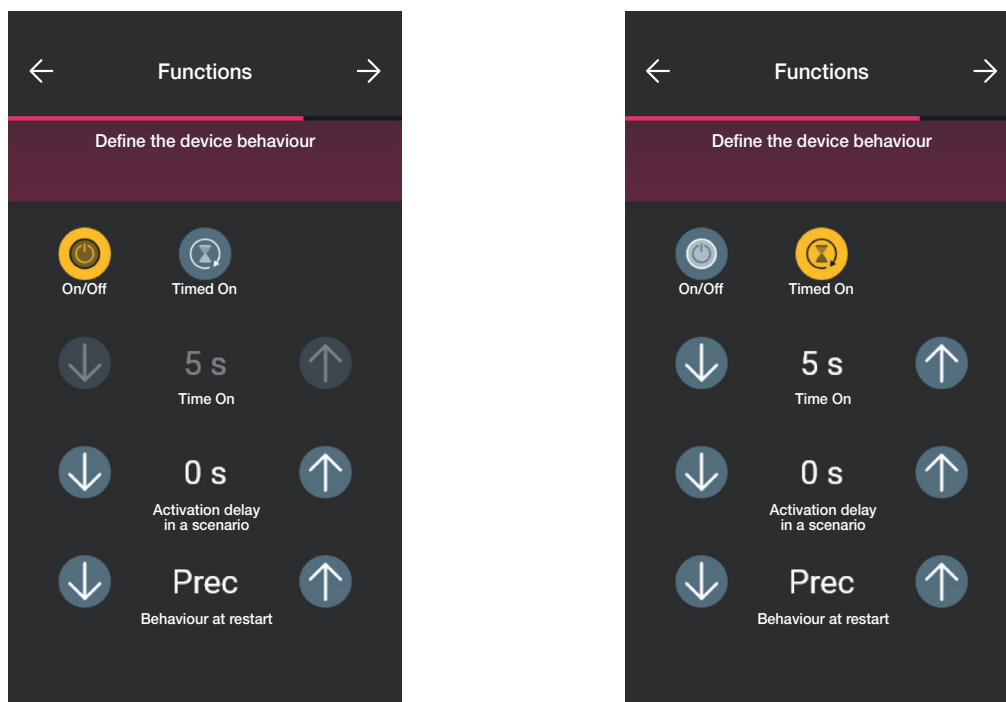 Functions
Define the device behaviour
On/Off
Timed On
5 s
Time On
0 s
Activation delay
in a scenario
Prec
Behaviour at restart
Functions
Define the device behaviour
On/Off
Timed On
5 s
Time On
0 s
Activation delay
in a scenario
Prec
Behaviour at restart